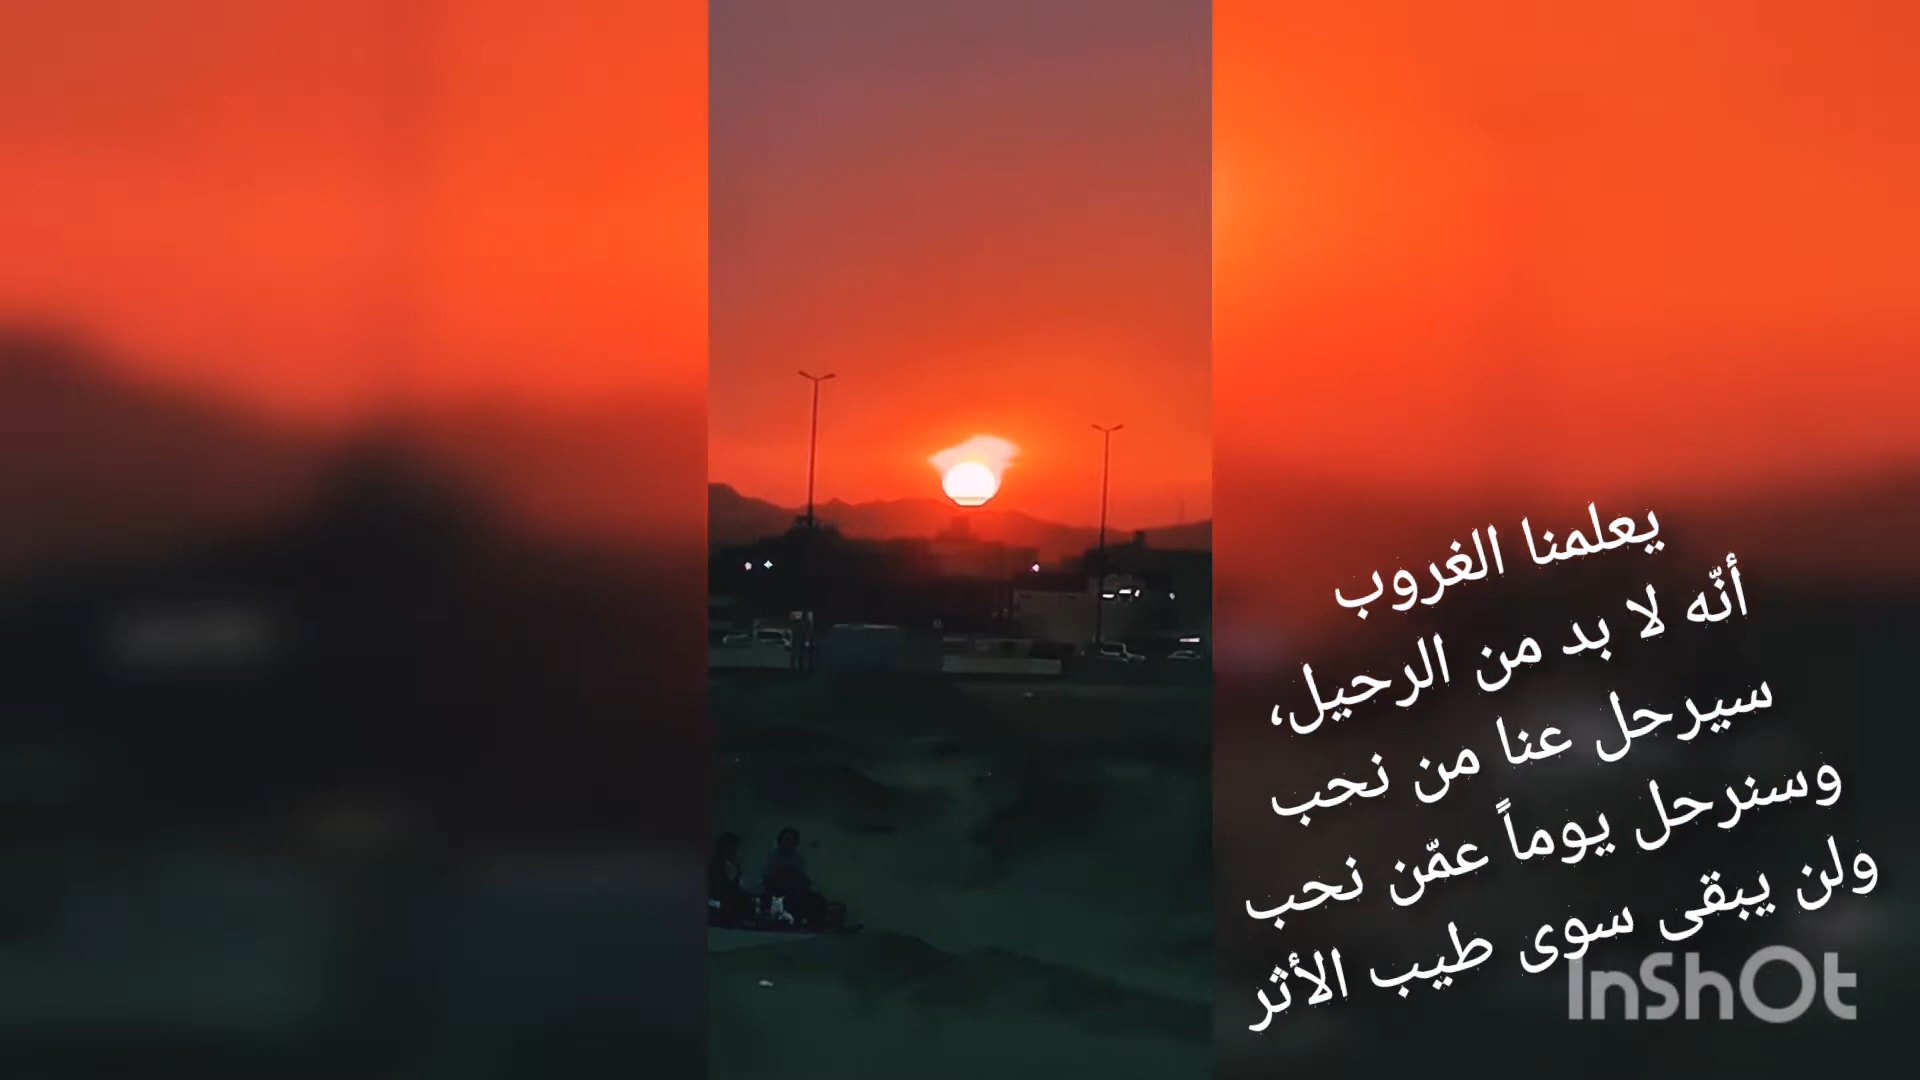 يعلمنا الغروب
أنّه لا بد من الرحيل،
سيرحل عنا من نحب
وسنرحل يوماً عمّن نحب
ولن يبقى سوى طيب الأثر
InShOt